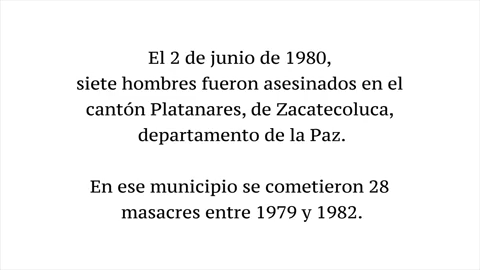 El 2 de junio de 1980,
siete hombres fueron asesinados en el
cantón Platanares, de Zacatecoluca,
departamento de la Paz.
En ese municipio se cometieron 28
masacres entre 1979 y 1982.